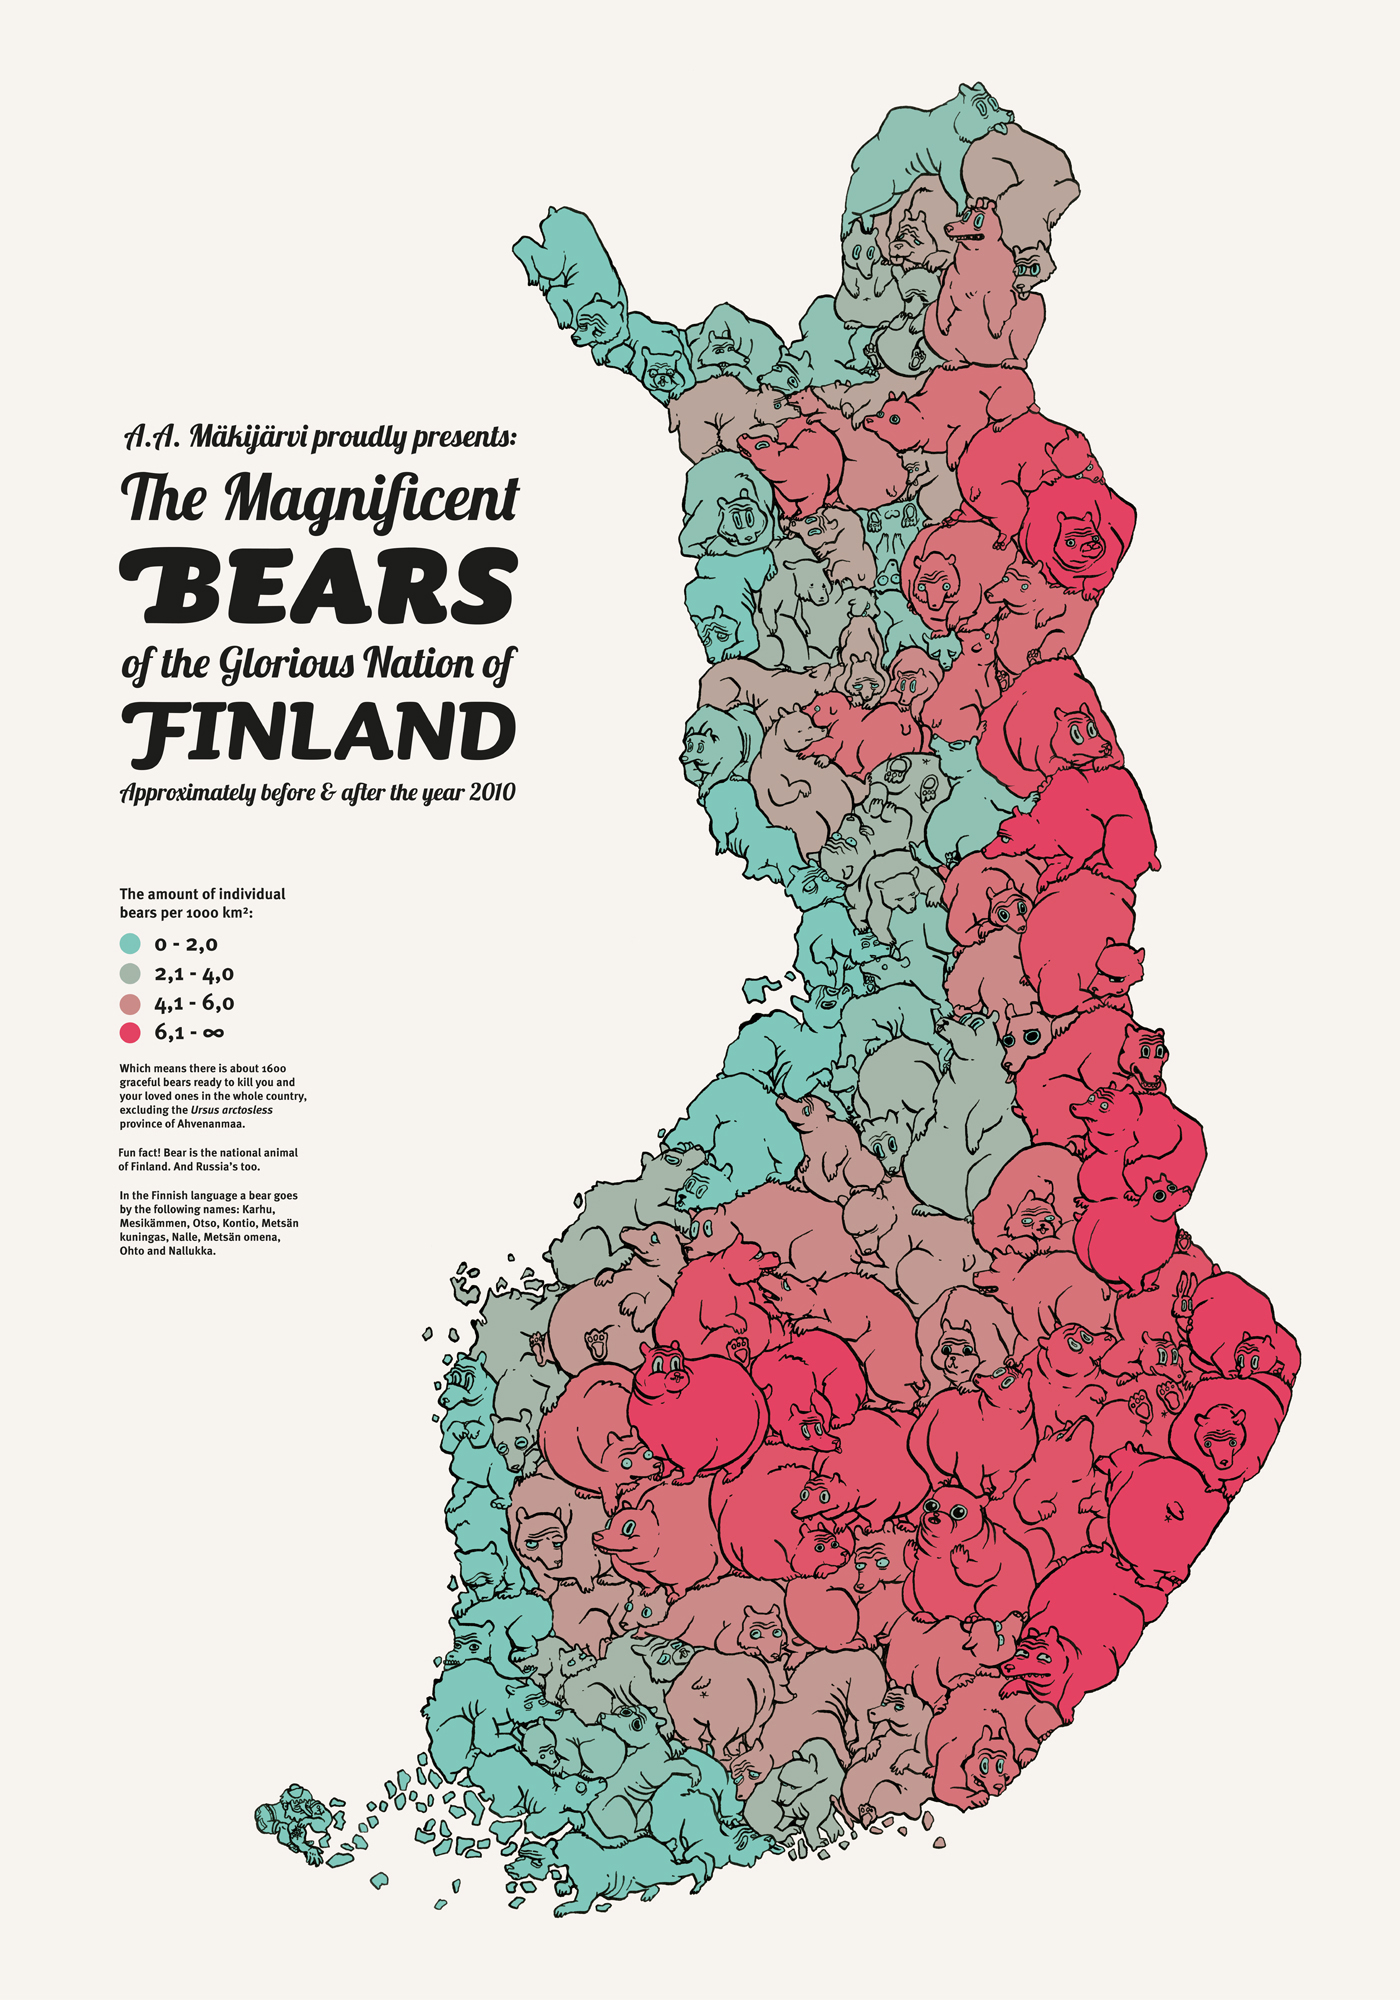 A.A. Mäkijärvi proudly presents:
The Magnificent
BEARS
of the Glorious Nation of
FINLAND
Approximately before & after the year 2010
The amount of individual
bears per 1000 km²:
0 - 2,0
2,1 - 4,0
4,1 - 6,0
6,1 - ∞
Which means there is about 1600
graceful bears ready to kill you and
your loved ones in the whole country,
excluding the Ursus arctosless
province of Ahvenanmaa.
Fun fact! Bear is the national animal
of Finland. And Russia's too.
In the Finnish language a bear goes
by the following names: Karhu,
Mesikämmen, Otso, Kontio, Metsän
kuningas, Nalle, Metsän omena,
Ohto and Nallukka.